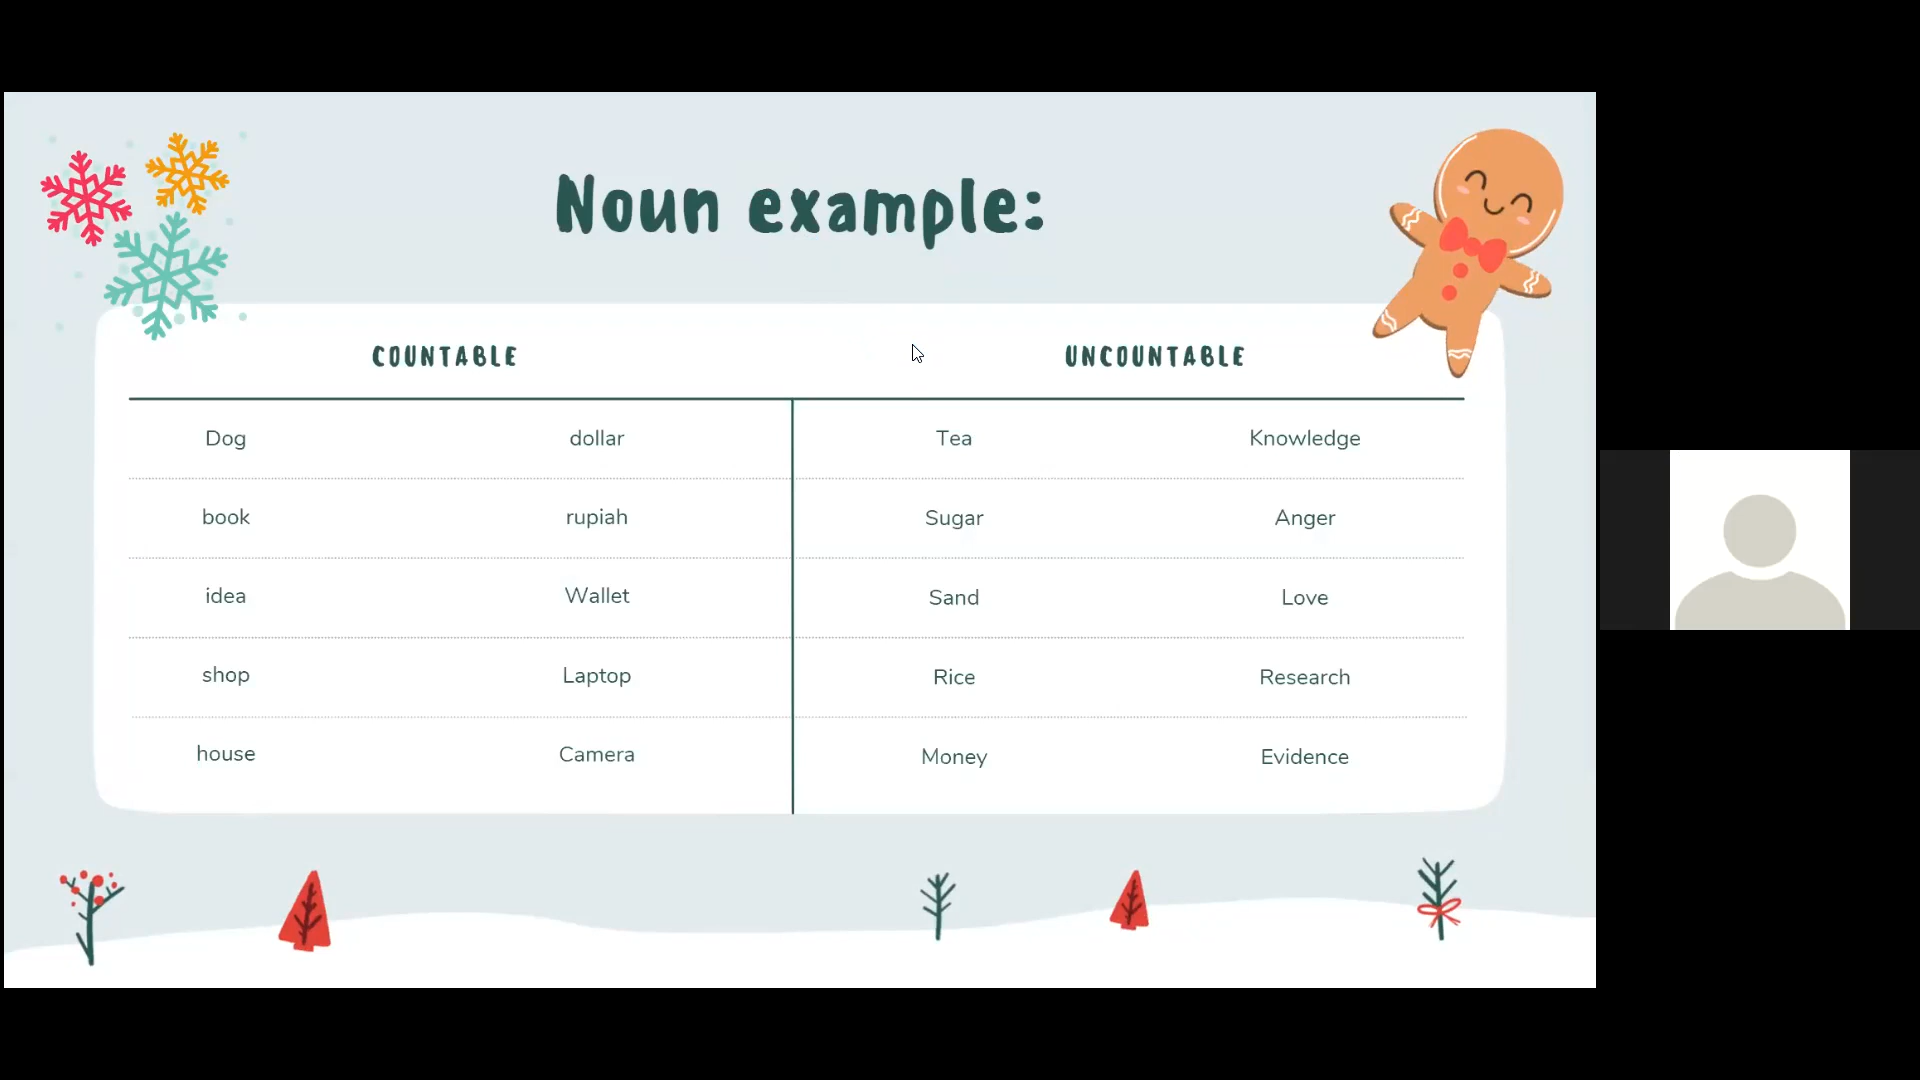 Noun example:
COUNTABLE UNCOUNTABLE
Dog dollar Tea Knowledge
book rupiah Sugar Anger
idea Wallet Sand Love
shop Laptop Rice Research
house Camera Money Evidence